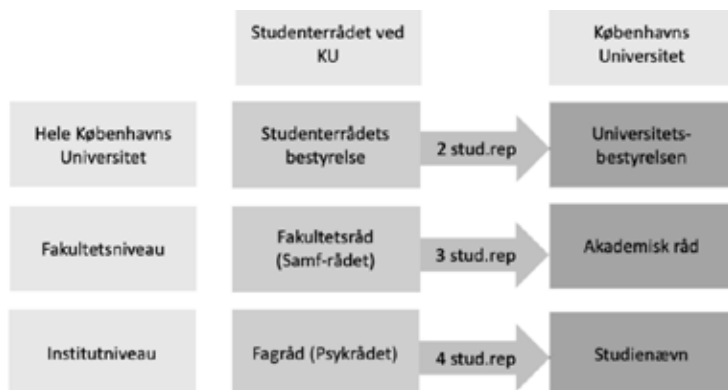 Studenterrådet ved
KU
Københavns
Universitet
Hele Københavns
Universitet
Studenterrådets
bestyrelse
2 stud.rep
Universitets-
bestyrelsen
Fakultetsniveau
Fakultetsråd
(Samf-rådet)
3 stud.rep
Akademisk råd
Institutniveau
Fagråd (Psykrådet)
4 stud.rep
Studienævn